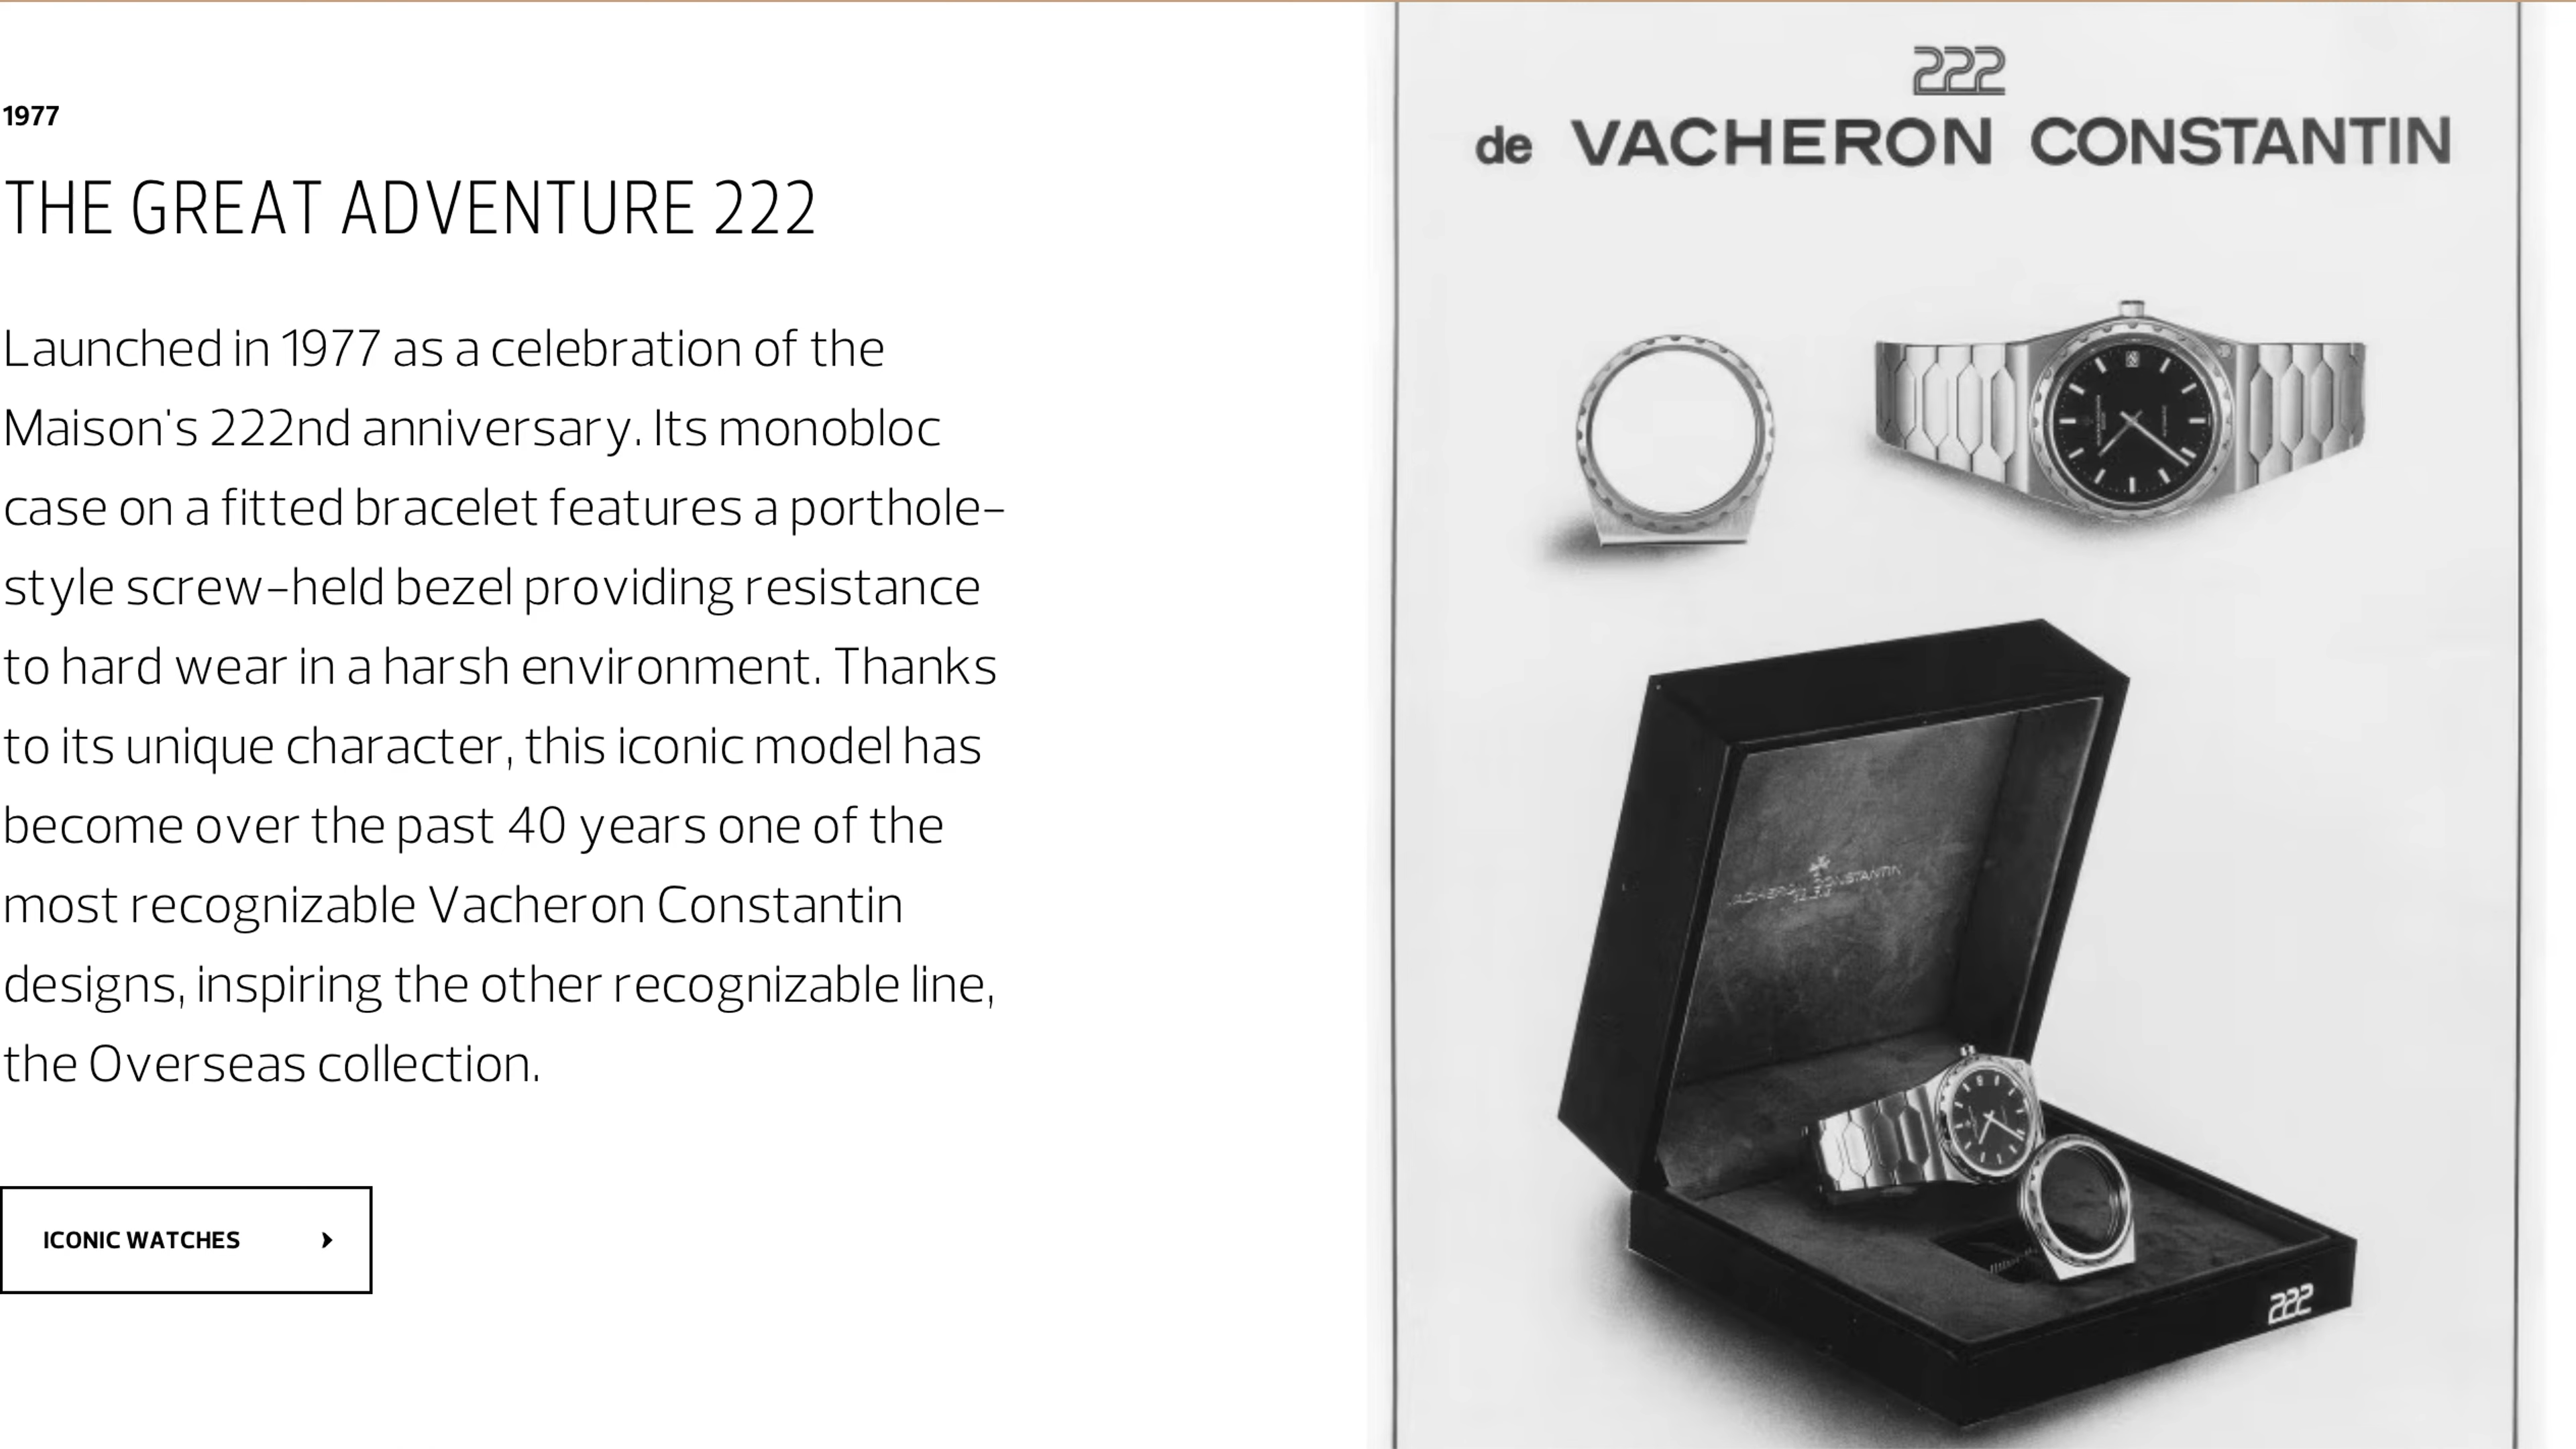 1977
THE GREAT ADVENTURE 222
Launched in 1977 as a celebration of the
Maison's 222nd anniversary. Its monobloc
case on a fitted bracelet features a porthole-
style screw-held bezel providing resistance
to hard wear in a harsh environment. Thanks
to its unique character, this iconic model has
become over the past 40 years one of the
most recognizable Vacheron Constantin
designs, inspiring the other recognizable line,
the Overseas collection.
ICONIC WATCHES
222
de VACHERON CONSTANTIN
VACHERON CONSTANTIN
222